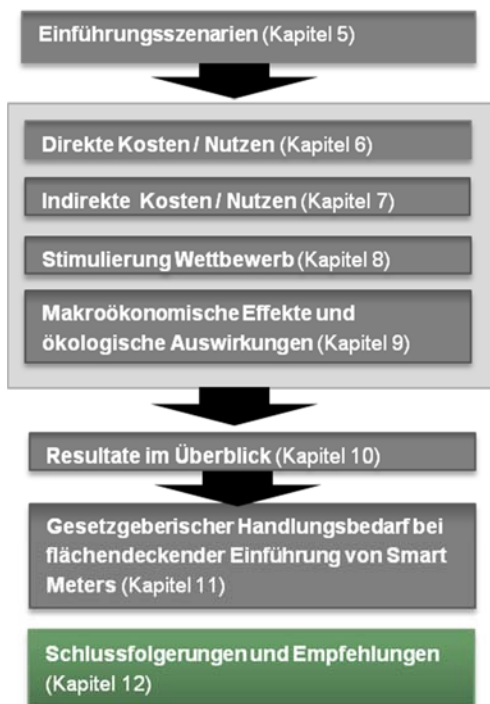 Einführungsszenarien (Kapitel 5)
Direkte Kosten / Nutzen (Kapitel 6)
Indirekte Kosten / Nutzen (Kapitel 7)
Stimulierung Wettbewerb (Kapitel 8)
Makroökonomische Effekte und
ökologische Auswirkungen (Kapitel 9)
Resultate im Überblick (Kapitel 10)
Gesetzgeberischer Handlungsbedarf bei
flächendeckender Einführung von Smart
Meters (Kapitel 11)
Schlussfolgerungen und Empfehlungen
(Kapitel 12)